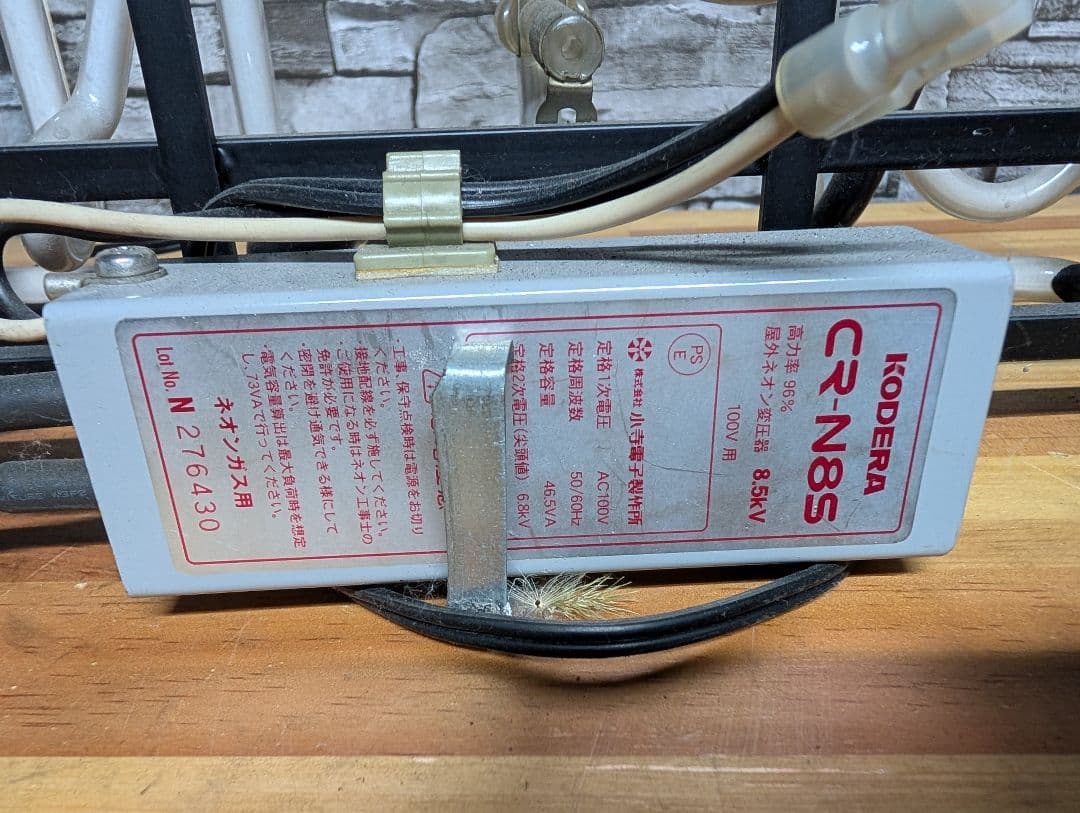 KODERA
CR-N8S
高力率 96%
屋外ネオン変圧器 8.5kV
100V 用
PS
E
株式会社 小寺電子製作所
定格1次電圧 AC100V
定格周波数 50/60Hz
定格容量 46.5VA
定格2次電圧(尖頭値) 6.8kV
・工事、保守点検時は電源をお切り
ください。
接地配線を必ず施してください。
・ご使用になる時はネオン工事士の
免許が必要です。
・密閉を避け通気できる様にして
ください。
・電気容量算出は最大負荷時を想定
し、73VAで行ってください。
ネオンガス用
Lot No. N 276430